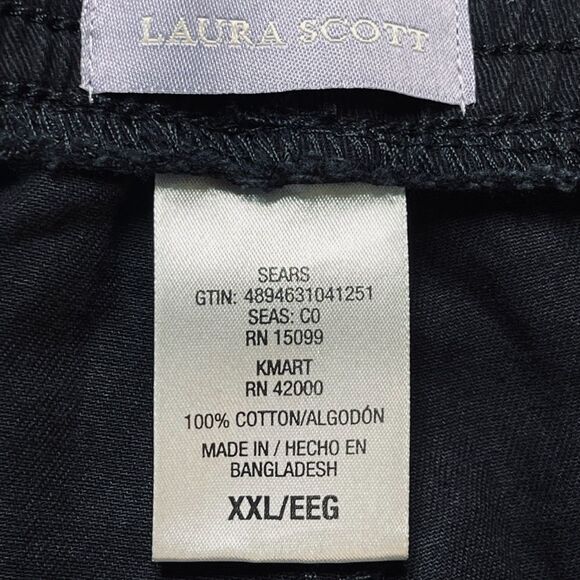 LAURA SCOTT
SEARS
GTIN: 4894631041251
SEAS: CO
RN 15099
KMART
RN 42000
100% COTTON/ALGODÓN
MADE IN / HECHO EN
BANGLADESH
XXL/EEG